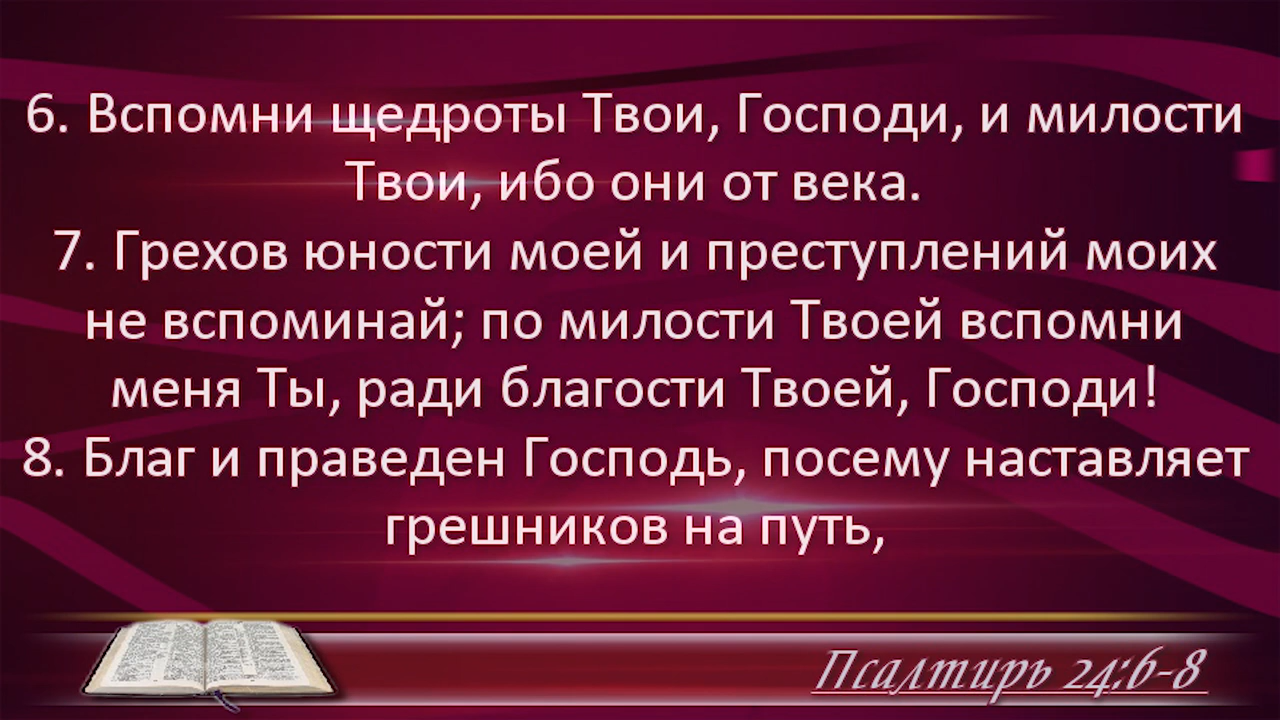 6. Вспомни щедроты Твои, Господи, и милости
Твои, ибо они от века.
7. Грехов юности моей и преступлений моих
не вспоминай; по милости Твоей вспомни
меня Ты, ради благости Твоей, Господи!
8. Благ и праведен Господь, посему наставляет
грешников на путь,
Псалтирь 24:6-8